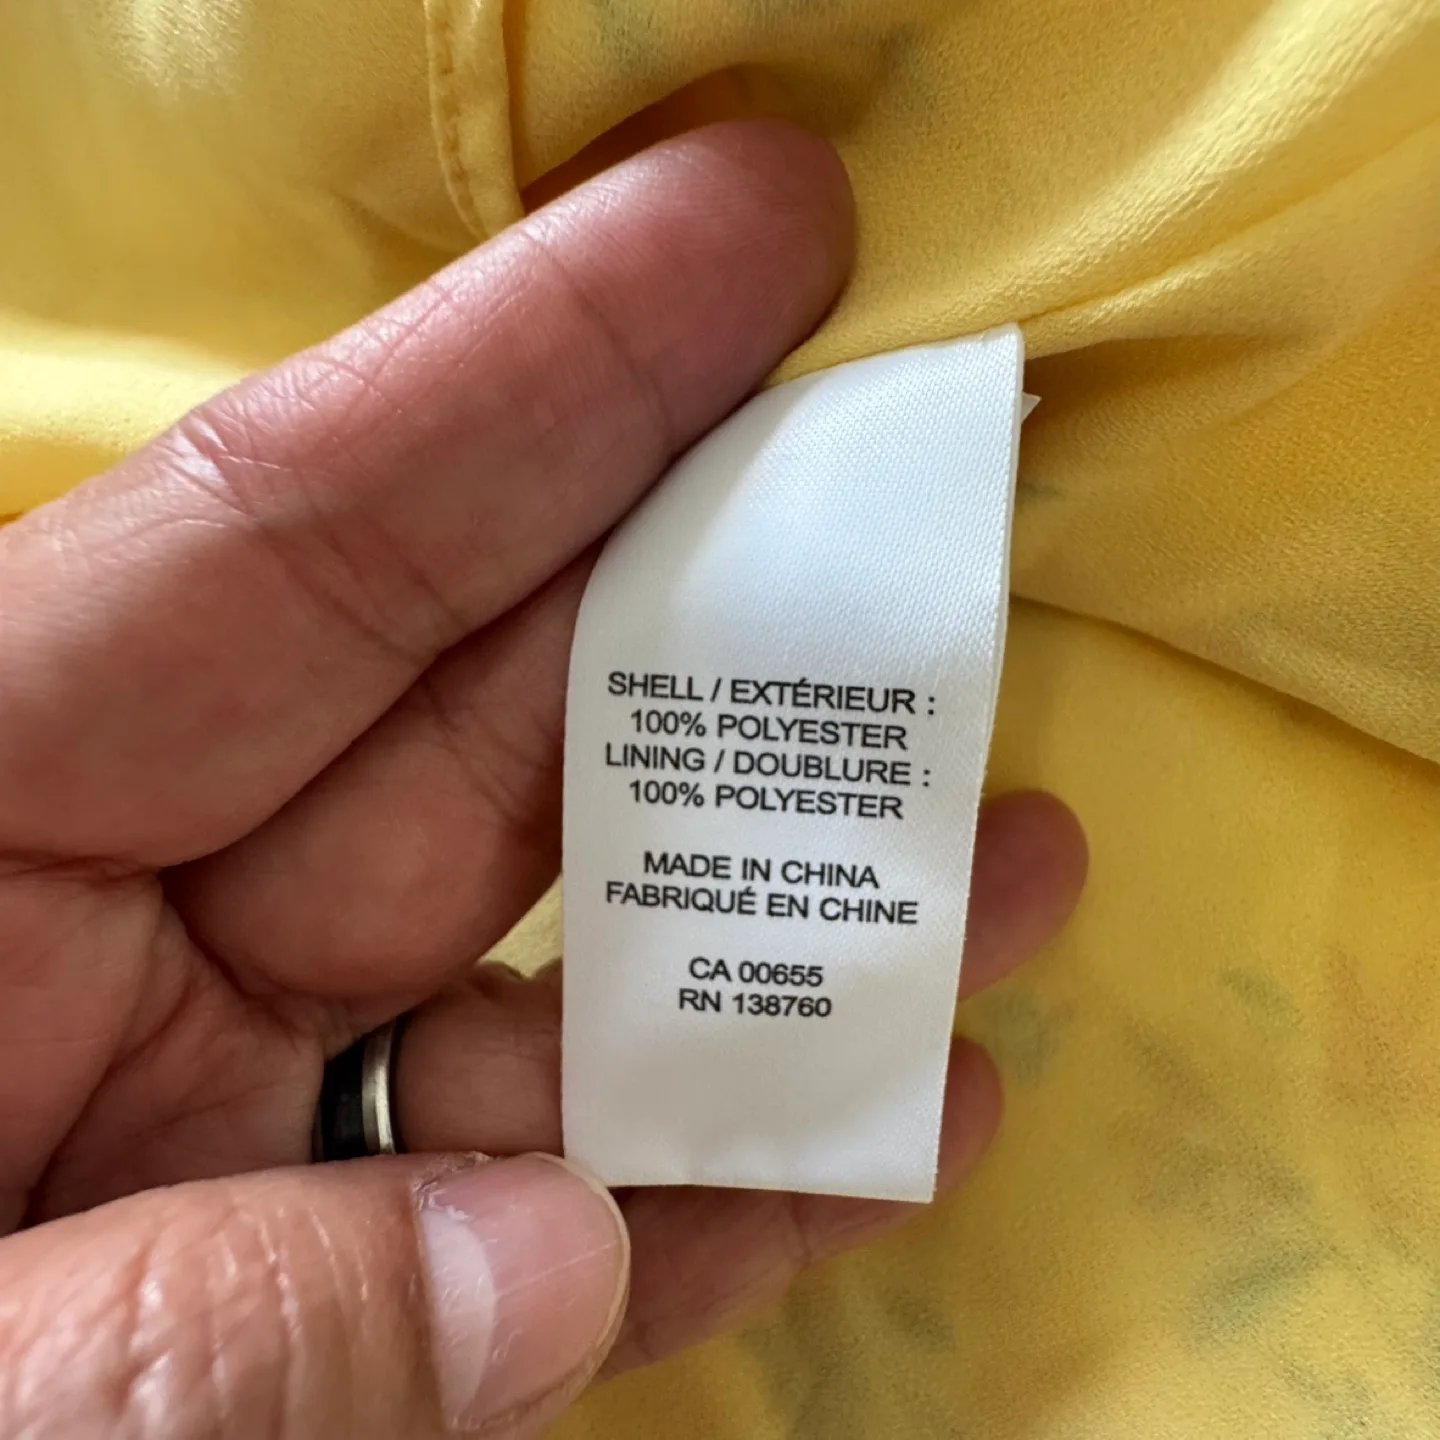 SHELL / EXTÉRIEUR :
100% POLYESTER
LINING / DOUBLURE :
100% POLYESTER
MADE IN CHINA
FABRIQUÉ EN CHINE
CA 00655
RN 138760